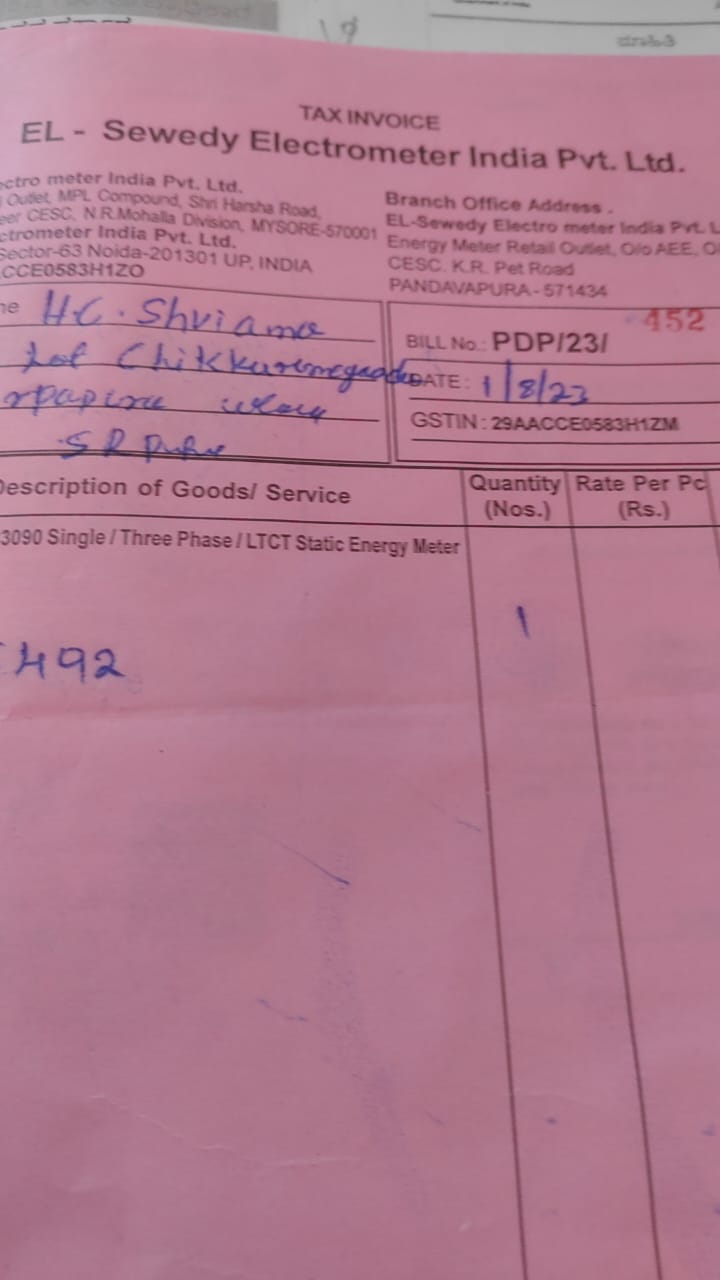 TAX INVOICE
EL - Sewedy Electrometer India Pvt. Ltd.
ctro meter India Pvt. Ltd.
Outlet, MPL Compound, Shri Harsha Road,
eer CESC, N.R.Mohalla Division, MYSORE-570001
ctrometer India Pvt. Ltd.
Sector-63 Noida-201301 UP, INDIA
CCE0583H1ZO
Branch Office Address .
EL-Sewedy Electro meter India Pvt. L
Energy Meter Retail Outlet, O/o AEE, O
CESC. K.R. Pet Road
PANDAVAPURA - 571434
me H.C. Shviama
452
BILL No.: PDP/23/
DATE : 1/8/23
GSTIN : 29AACCE0583H1ZM
Description of Goods/ Service
Quantity (Nos.)
Rate Per Pc (Rs.)
3090 Single / Three Phase / LTCT Static Energy Meter
1
492